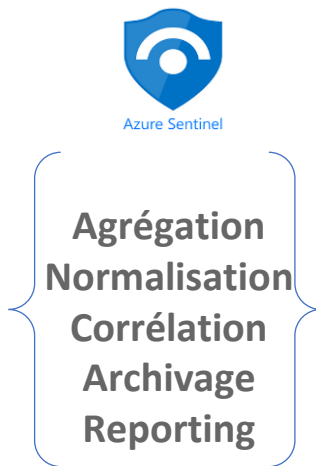 Azure Sentinel
Agrégation
Normalisation
Corrélation
Archivage
Reporting